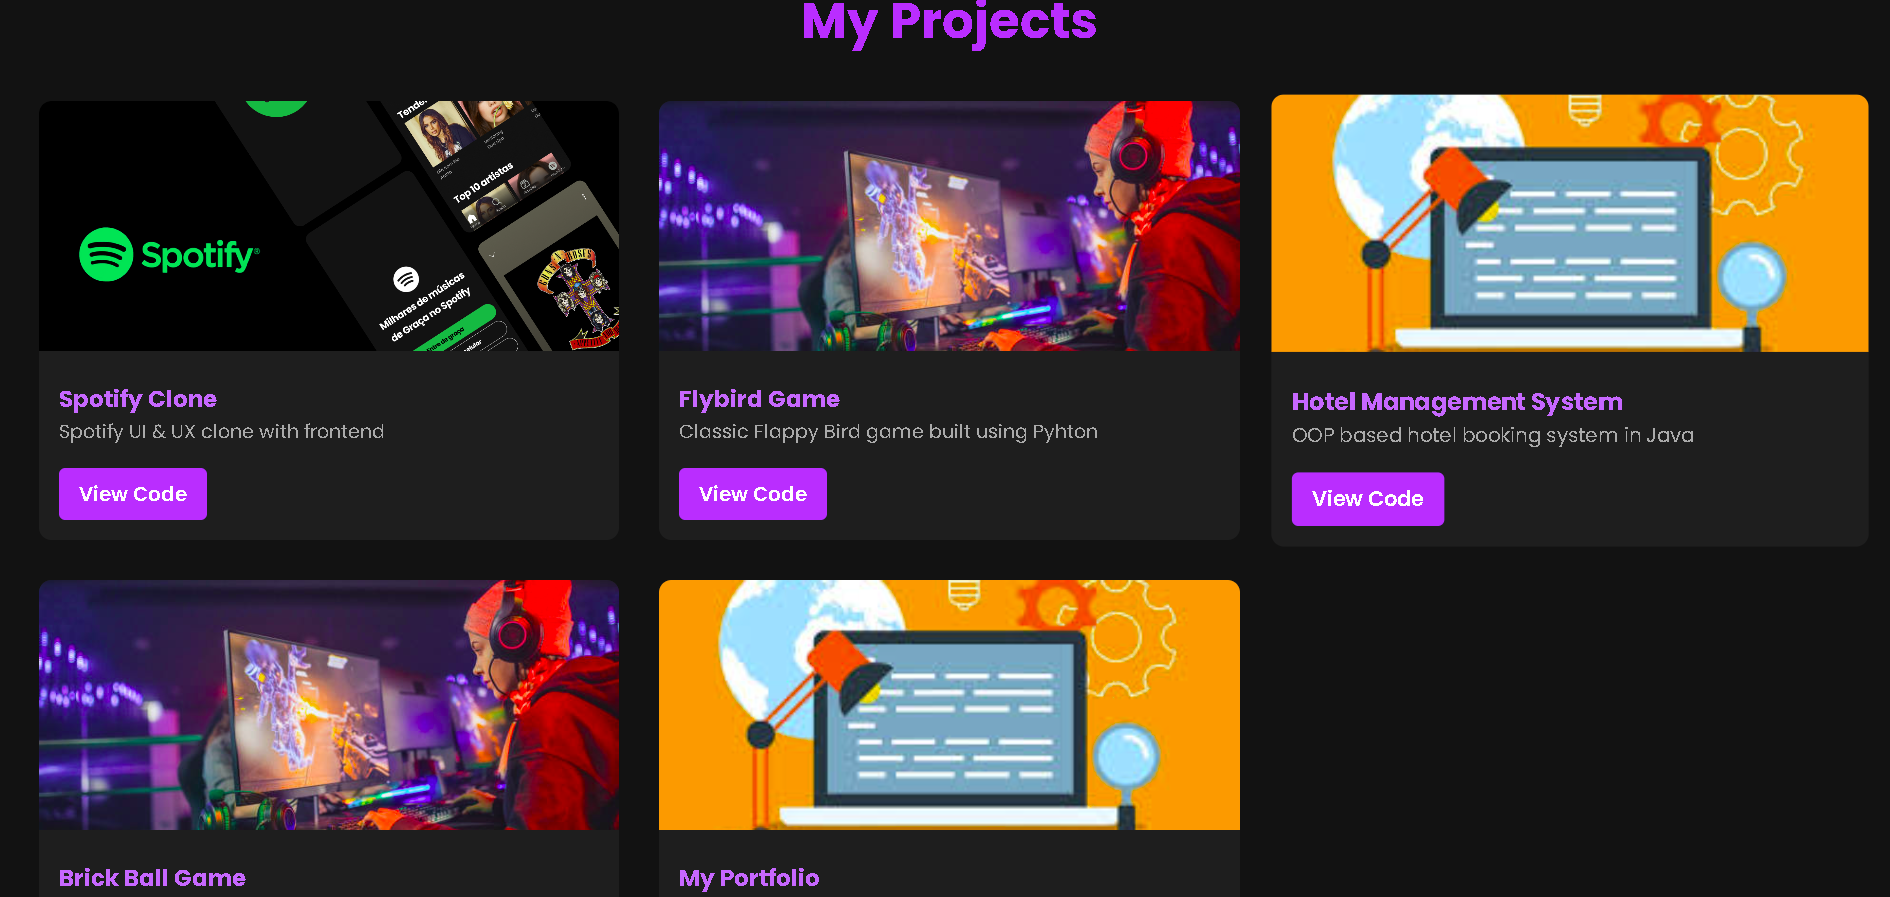 My Projects
Tende
Top 10 artistas
Spotify
Milhares de músicas
de Graça no Spotify
Spotify Clone
Spotify UI & UX clone with frontend
View Code
Flybird Game
Classic Flappy Bird game built using Pyhton
View Code
Hotel Management System
OOP based hotel booking system in Java
View Code
Brick Ball Game
My Portfolio